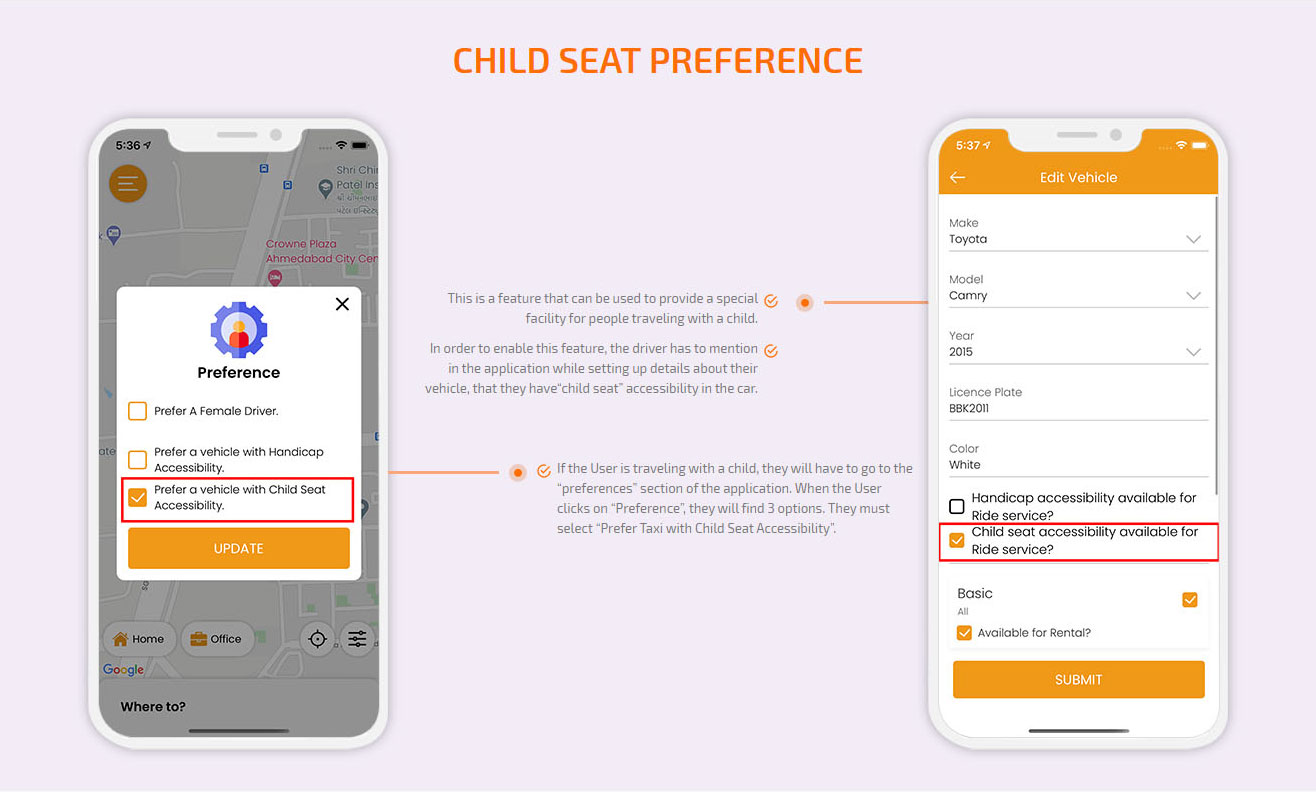 CHILD SEAT PREFERENCE
5:36
Shri Chi
Patel Ins
Crowne Plaza
Ahmedabad City Cen
Preference
Prefer A Female Driver.
Prefer a vehicle with Handicap
Accessibility.
Prefer a vehicle with Child Seat
Accessibility.
UPDATE
Home
Office
Google
Where to?
This is a feature that can be used to provide a special
facility for people traveling with a child.
In order to enable this feature, the driver has to mention
in the application while setting up details about their
vehicle, that they have“child seat” accessibility in the car.
If the User is traveling with a child, they will have to go to the
“preferences” section of the application. When the User
clicks on “Preference”, they will find 3 options. They must
select “Prefer Taxi with Child Seat Accessibility”.
5:37
Edit Vehicle
Make
Toyota
Model
Camry
Year
2015
Licence Plate
BBK2011
Color
White
Handicap accessibility available for
Ride service?
Child seat accessibility available for
Ride service?
Basic
All
Available for Rental?
SUBMIT